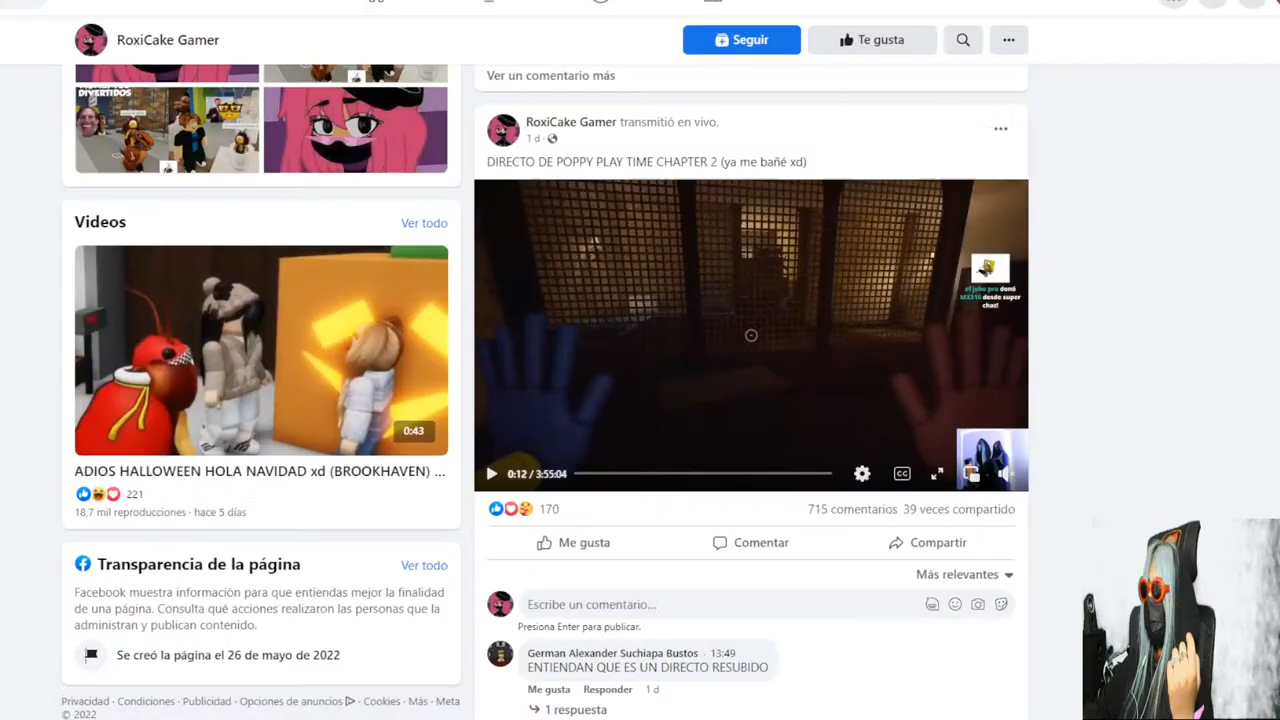 RoxiCake Gamer
Seguir
Te gusta
DIVERTIDOS
Videos
Ver todo
0:43
ADIOS HALLOWEEN HOLA NAVIDAD xd (BROOKHAVEN) ...
221
18,7 mil reproducciones · hace 5 días
Transparencia de la página
Ver todo
Facebook muestra información para que entiendas mejor la finalidad
de una página. Consulta qué acciones realizaron las personas que la
administran y publican contenido.
Se creó la página el 26 de mayo de 2022
Privacidad · Condiciones · Publicidad · Opciones de anuncios · Cookies · Más · Meta
© 2022
Ver un comentario más
RoxiCake Gamer transmitió en vivo.
1 d ·
DIRECTO DE POPPY PLAY TIME CHAPTER 2 (ya me bañé xd)
donó
desde super
chat!
0:12 / 3:55:04
CC
170
715 comentarios 39 veces compartido
Me gusta
Comentar
Compartir
Más relevantes
Escribe un comentario...
Presiona Enter para publicar.
German Alexander Suchiapa Bustos · 13:49
ENTIENDAN QUE ES UN DIRECTO RESUBIDO
Me gusta Responder 1 d
1 respuesta